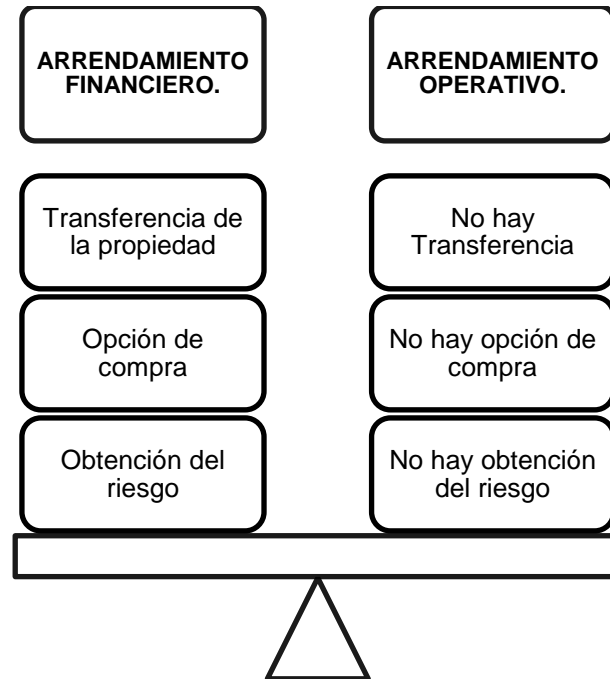 ARRENDAMIENTO
FINANCIERO.
ARRENDAMIENTO
OPERATIVO.
Transferencia de
la propiedad
No hay
Transferencia
Opción de
compra
No hay opción de
compra
Obtención del
riesgo
No hay obtención
del riesgo